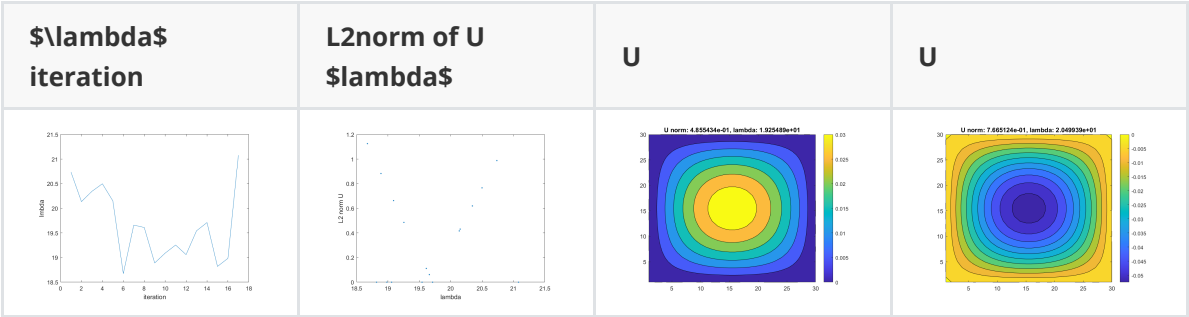 $\lambda$
iteration
L2norm of U
$lambda$
U
U
21.5
21
20.5
20
19.5
19
18.5
0 2 4 6 8 10 12 14 16 18
lmbda
iteration
1.2
1
0.8
0.6
0.4
0.2
0
18.5 19 19.5 20 20.5 21 21.5
L2 norm U
lambda
U norm: 4.855434e-01, lambda: 1.925489e+01
30
25
20
15
10
5
5 10 15 20 25 30
0.03
0.025
0.02
0.015
0.01
0.005
0
U norm: 7.665124e-01, lambda: 2.049939e+01
30
25
20
15
10
5
5 10 15 20 25 30
0
-0.005
-0.01
-0.015
-0.02
-0.025
-0.03
-0.035
-0.04
-0.045
-0.05